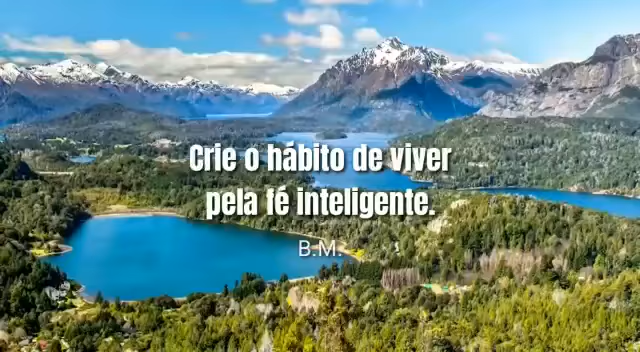 Crie o hábito de viver
pela fé inteligente.
B.M.